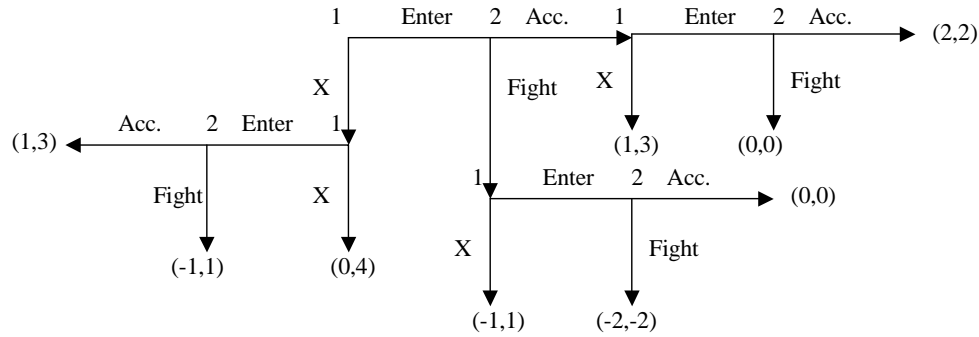 1 Enter 2 Acc. 1 Enter 2 Acc. (2,2)
X Fight X Fight
(1,3) Acc. 2 Enter 1 (1,3) (0,0)
Fight X 1 Enter 2 Acc. (0,0)
X Fight
(-1,1) (0,4)
(-1,1) (-2,-2)